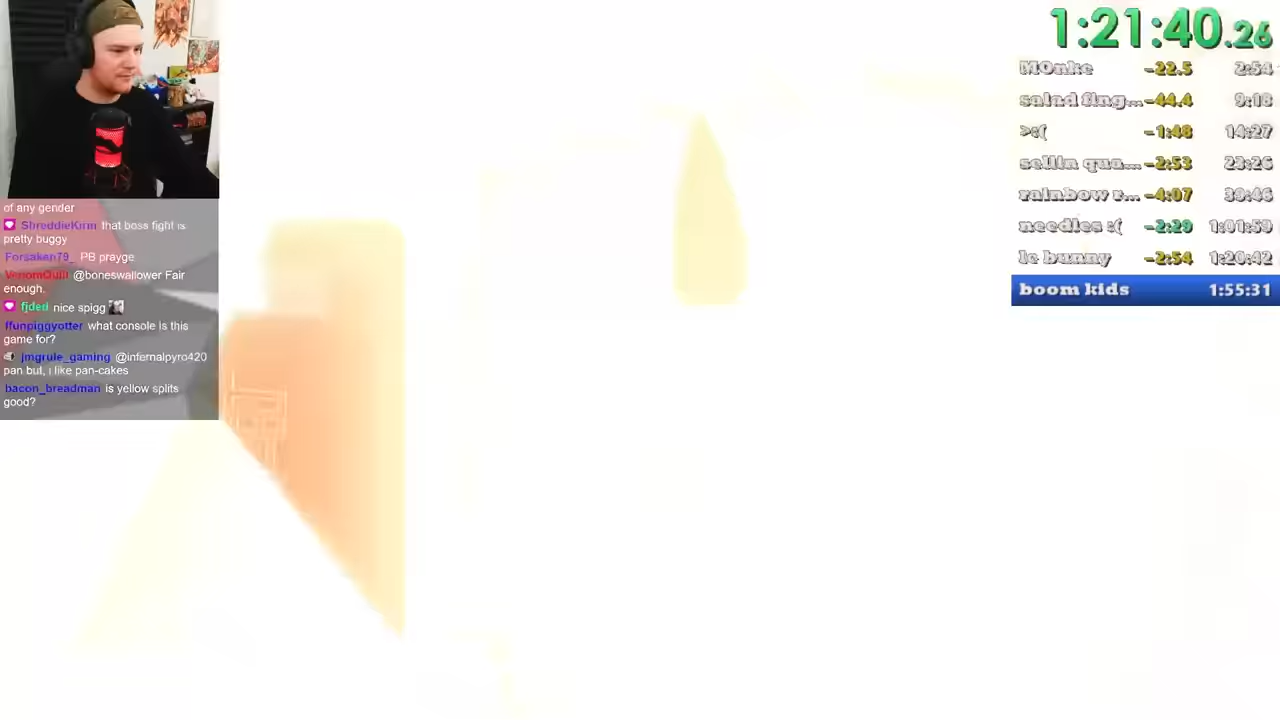 1:21:40.26
MOnke -22.5 2:54
salad fing... -44.4 9:18
>:( -1:48 14:27
sellin qua... -2:53 23:26
rainbow r... -4:07 39:46
needles :( -2:29 1:01:59
le bunny -2:54 1:20:42
boom kids 1:55:31
of any gender
ShreddieKirm that boss fight is
pretty buggy
Forsaken79_ PB prayge
VenomQuill @boneswallower Fair
enough.
fjdetl nice spigg
ffunpiggyotter what console is this
game for?
jmgrule_gaming @infernalpyro420
pan but, i like pan-cakes
bacon_breadman is yellow splits
good?